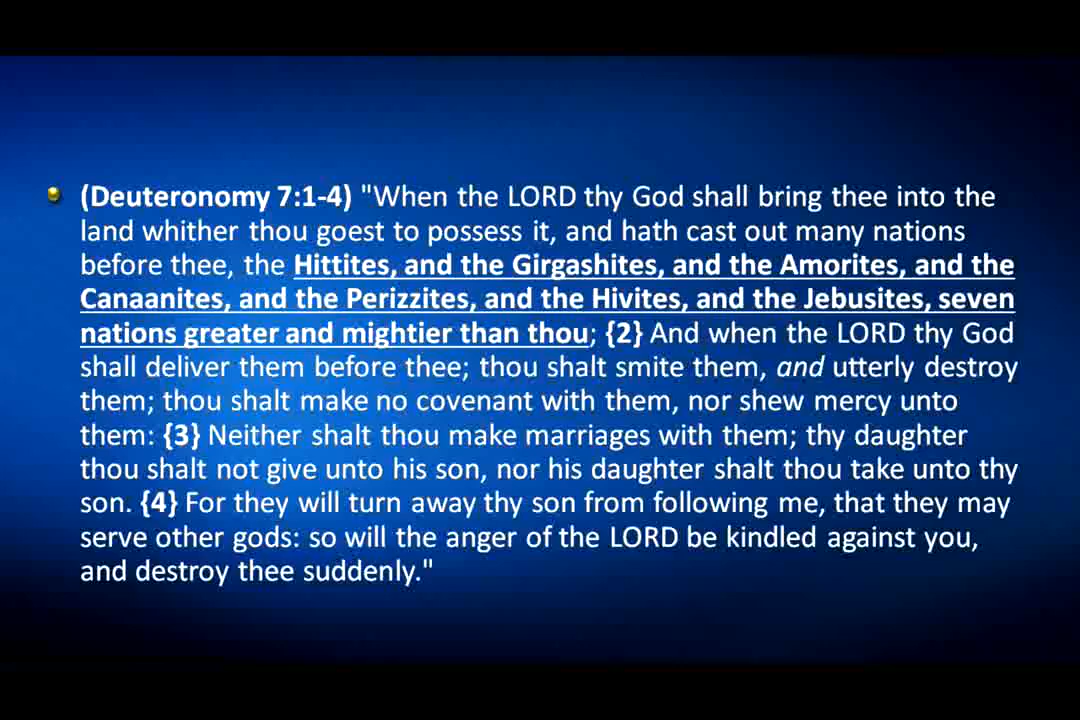 (Deuteronomy 7:1-4) "When the LORD thy God shall bring thee into the
land whither thou goest to possess it, and hath cast out many nations
before thee, the Hittites, and the Girgashites, and the Amorites, and the
Canaanites, and the Perizzites, and the Hivites, and the Jebusites, seven
nations greater and mightier than thou; {2} And when the LORD thy God
shall deliver them before thee; thou shalt smite them, and utterly destroy
them; thou shalt make no covenant with them, nor shew mercy unto
them: {3} Neither shalt thou make marriages with them; thy daughter
thou shalt not give unto his son, nor his daughter shalt thou take unto thy
son. {4} For they will turn away thy son from following me, that they may
serve other gods: so will the anger of the LORD be kindled against you,
and destroy thee suddenly."